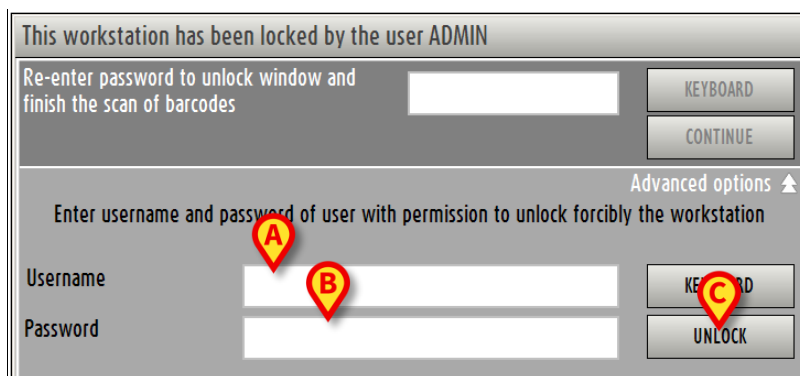 This workstation has been locked by the user ADMIN
Re-enter password to unlock window and
finish the scan of barcodes
KEYBOARD
CONTINUE
Advanced options
Enter username and password of user with permission to unlock forcibly the workstation
A
Username
B
C
Password
UNLOCK